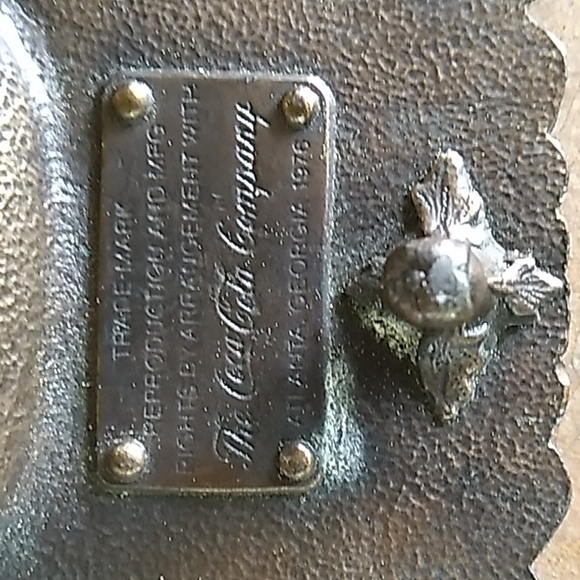 TRADE-MARK
REPRODUCTION AND MFG
RIGHTS BY ARRANGEMENT WITH
The Coca-Cola Company
ATLANTA, GEORGIA 1976